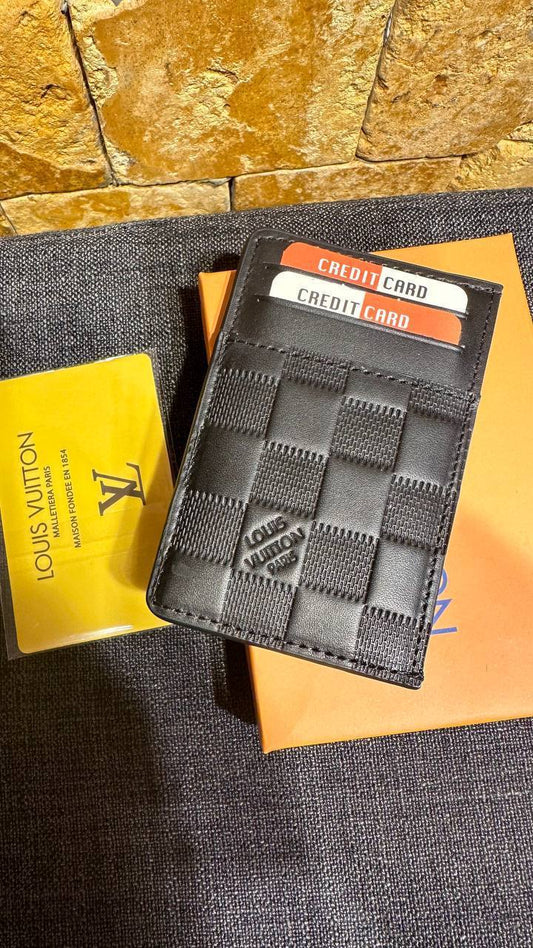 CREDIT CARD
CREDIT CARD
LOUIS VUITTON
MALLETIERA PARIS
MAISON FONDEE EN 1854
LV
LOUIS
VUITTON
PARIS